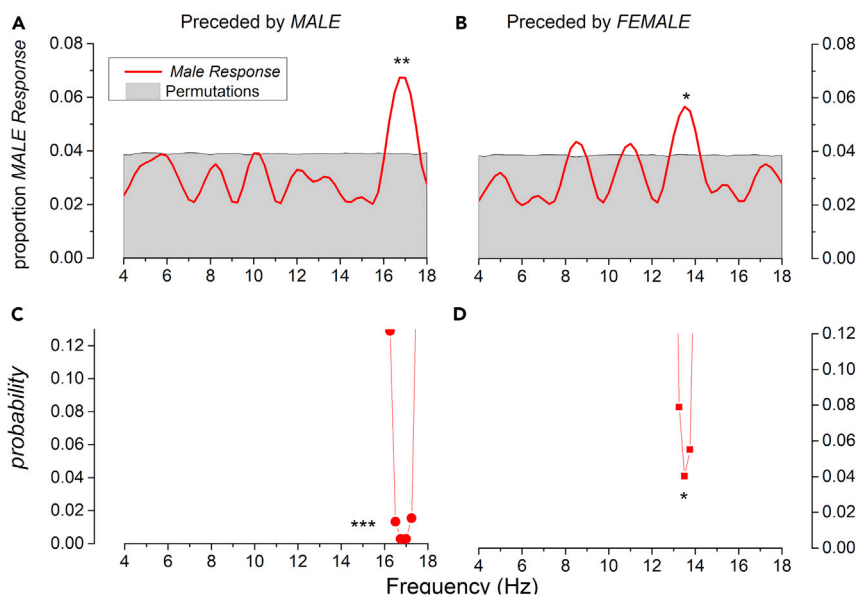 A Preceded by MALE
B Preceded by FEMALE
0.08
0.06
0.04
0.02
0.00
proportion MALE Response
Male Response
Permutations
**
4 6 8 10 12 14 16 18
*
0.08
0.06
0.04
0.02
0.00
4 6 8 10 12 14 16 18
C
D
0.12
0.10
0.08
0.06
0.04
0.02
0.00
probability
***
4 6 8 10 12 14 16 18
*
0.12
0.10
0.08
0.06
0.04
0.02
0.00
4 6 8 10 12 14 16 18
Frequency (Hz)